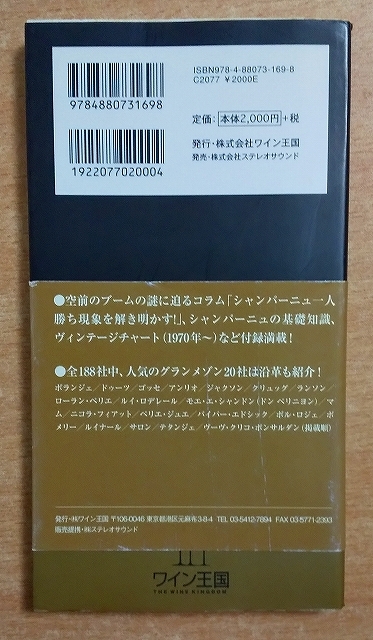 ISBN978-4-88073-169-8
C2077 ¥2000E
9784880731698
定価：本体2,000円+税
1922077020004
発行・株式会社ワイン王国
発売・株式会社ステレオサウンド
●空前のブームの謎に迫るコラム「シャンパーニュ一人
勝ち現象を解き明かす!」、シャンパーニュの基礎知識、
ヴィンテージチャート（1970年〜）など付録満載！
●全188社中、人気のグランメゾン20社は沿革も紹介！
ボランジェ／ドゥーツ／ゴッセ／アンリオ／ジャクソン／クリュッグ／ランソン／
ローラン・ペリエ／ルイ・ロデレール／モエ・エ・シャンドン（ドン ペリニヨン）／マ
ム／ニコラ・フィアット／ペリエ・ジュエ／パイパー・エドシック／ポル・ロジェ／ポ
メリー／ルイナール／サロン／テタンジェ／ヴーヴ・クリコ・ポンサルダン（掲載順）
発行・㈱ワイン王国 〒106-0046 東京都港区元麻布3-8-4 TEL 03-5412-7894 FAX 03-5771-2393
販売提携・㈱ステレオサウンド
ワイン王国
THE WINE KINGDOM